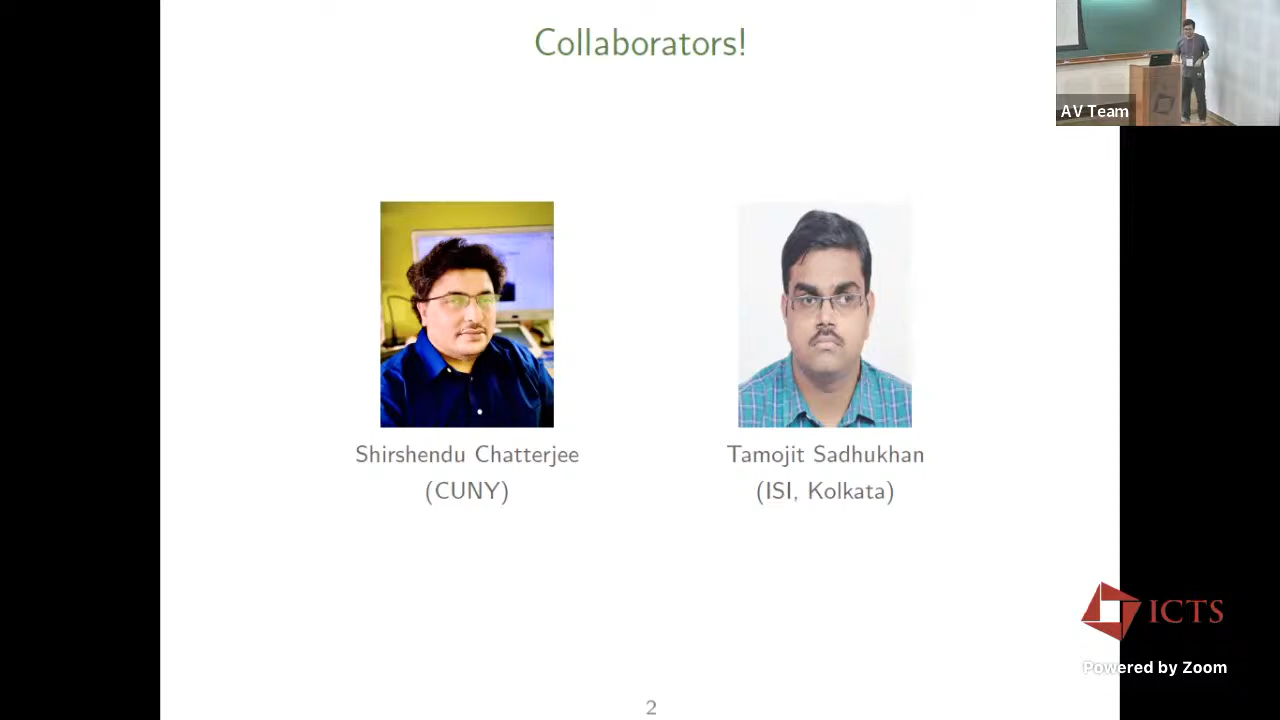 Collaborators!
AV Team
Shirshendu Chatterjee
(CUNY)
Tamojit Sadhukhan
(ISI, Kolkata)
ICTS
Powered by Zoom
2